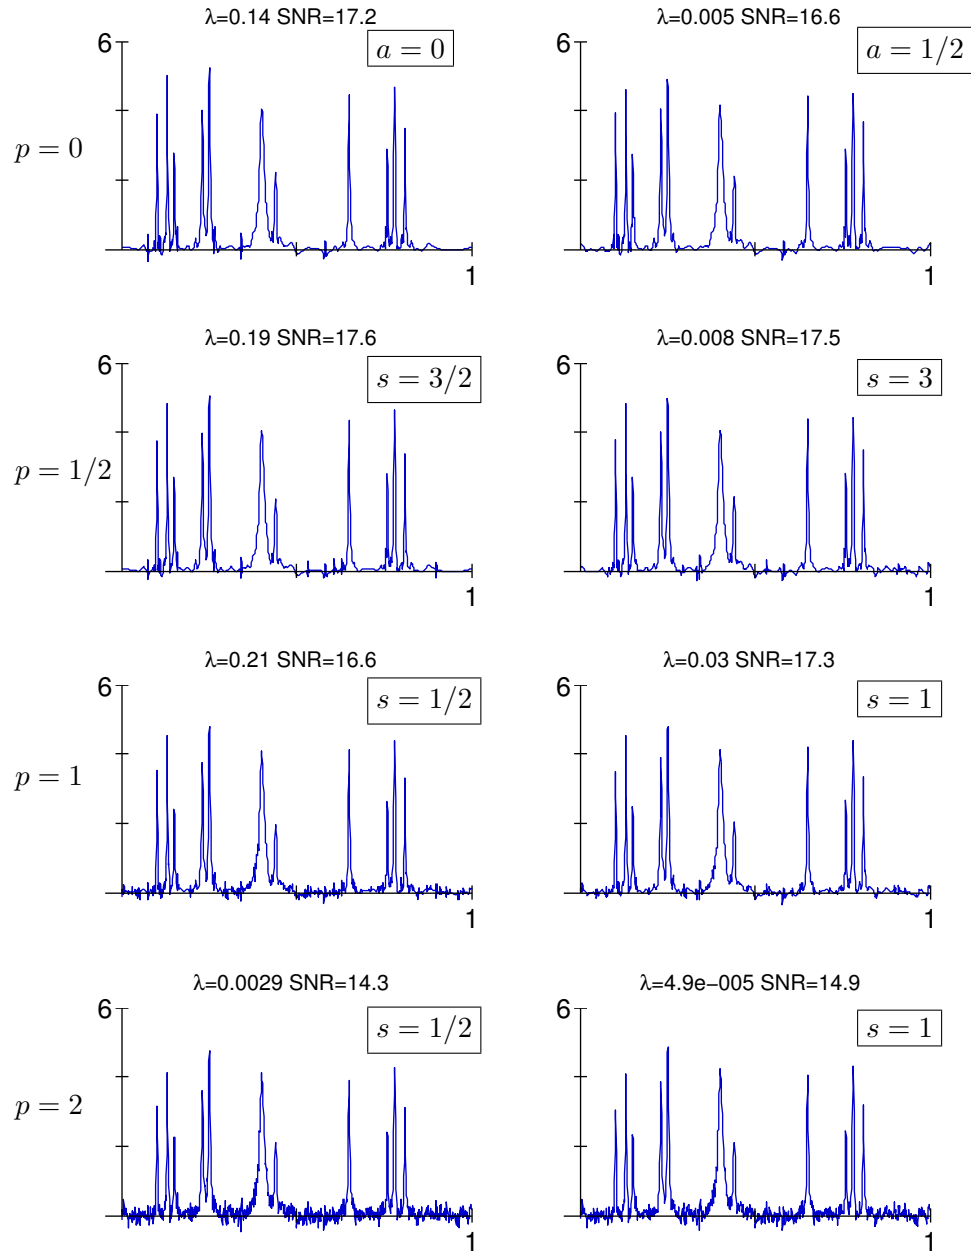 λ=0.14 SNR=17.2
λ=0.005 SNR=16.6
6
a = 0
6
a = 1/2
p = 0
1
1
λ=0.19 SNR=17.6
λ=0.008 SNR=17.5
6
s = 3/2
6
s = 3
p = 1/2
1
1
λ=0.21 SNR=16.6
λ=0.03 SNR=17.3
6
s = 1/2
6
s = 1
p = 1
1
1
λ=0.0029 SNR=14.3
λ=4.9e−005 SNR=14.9
6
s = 1/2
6
s = 1
p = 2
1
1